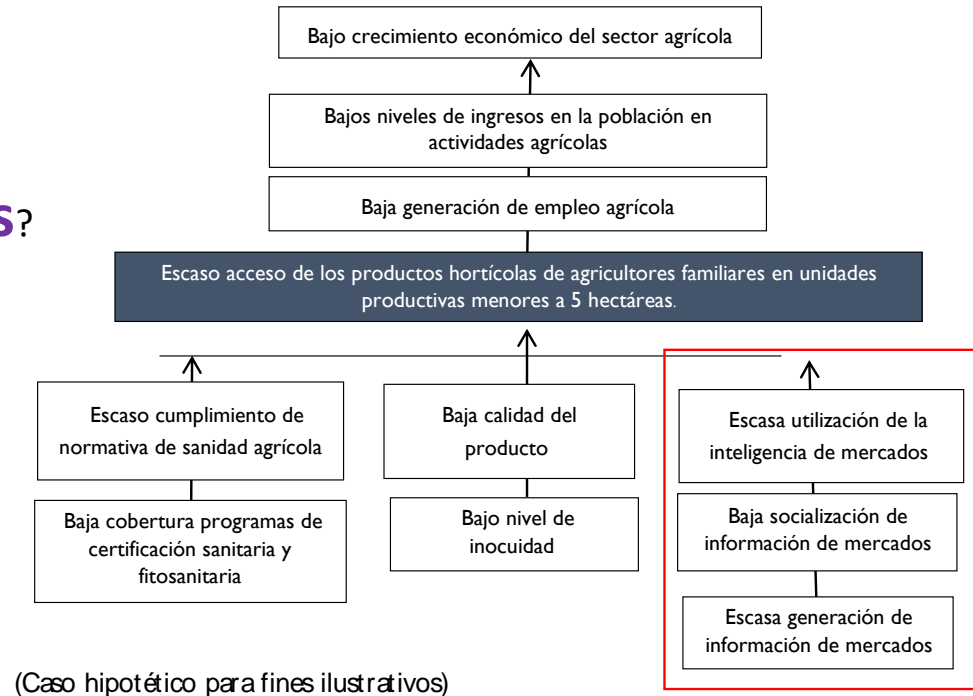 Bajo crecimiento económico del sector agrícola
Bajos niveles de ingresos en la población en
actividades agrícolas
Baja generación de empleo agrícola
S?
Escaso acceso de los productos hortícolas de agricultores familiares en unidades
productivas menores a 5 hectáreas.
Escaso cumplimiento de
normativa de sanidad agrícola
Baja cobertura programas de
certificación sanitaria y
fitosanitaria
Baja calidad del
producto
Bajo nivel de
inocuidad
Escasa utilización de la
inteligencia de mercados
Baja socialización de
información de mercados
Escasa generación de
información de mercados
(Caso hipotético para fines ilustrativos)